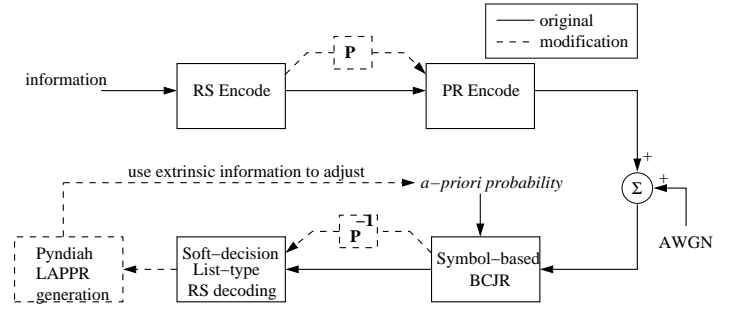 original
modification
P
information
RS Encode
PR Encode
+
use extrinsic information to adjust
a−priori probability
Σ
+
−1
P
AWGN
Pyndiah
LAPPR
generation
Soft−decision
List−type
RS decoding
Symbol−based
BCJR